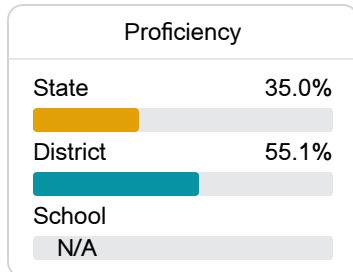 Proficiency
State 35.0%
District 55.1%
School
N/A